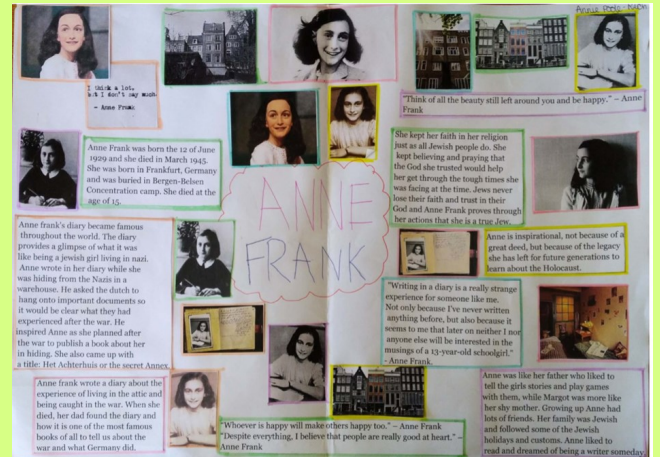 I think a lot,
but I don't say much.
- Anne Frank
"Think of all the beauty still left around you and be happy." – Anne
Frank
Anne Frank was born the 12 of June
1929 and she died in March 1945.
She was born in Frankfurt, Germany
and was buried in Bergen-Belsen
Concentration camp. She died at the
age of 15.
She kept her faith in her religion
just as all Jewish people do. She
kept believing and praying that
the God she trusted would help
her get through the tough times she
was facing at the time. Jews never
lose their faith and trust in their
God and Anne Frank proves through
her actions that she is a true Jew.
ANNE
FRANK
Anne frank's diary became famous
throughout the world. The diary
provides a glimpse of what it was
like being a jewish girl living in nazi.
Anne wrote in her diary while she
was hiding from the Nazis in a
warehouse. He asked the dutch to
hang onto important documents so
it would be clear what they had
experienced after the war. He
inspired Anne as she planned after
the war to publish a book about her
in hiding. She also came up with
a title: Het Achterhuis or the secret Annex.
Anne is inspirational, not because of a
great deed, but because of the legacy
she has left for future generations to
learn about the Holocaust.
"Writing in a diary is a really strange
experience for someone like me.
Not only because I've never written
anything before, but also because it
seems to me that later on neither I nor
anyone else will be interested in the
musings of a 13-year-old schoolgirl."
- Anne Frank.
Anne frank wrote a diary about the
experience of living in the attic and
being caught in the war. When she
died, her dad found the diary and
how it is one of the most famous
books of all to tell us about the
war and what Germany did.
"Whoever is happy will make others happy too." – Anne Frank
"Despite everything, I believe that people are really good at heart." –
Anne Frank
Anne was like her father who liked to
tell the girls stories and play games
with them, while Margot was more like
her shy mother. Growing up Anne had
lots of friends. Her family was Jewish
and followed some of the Jewish
holidays and customs. Anne liked to
read and dreamed of being a writer someday